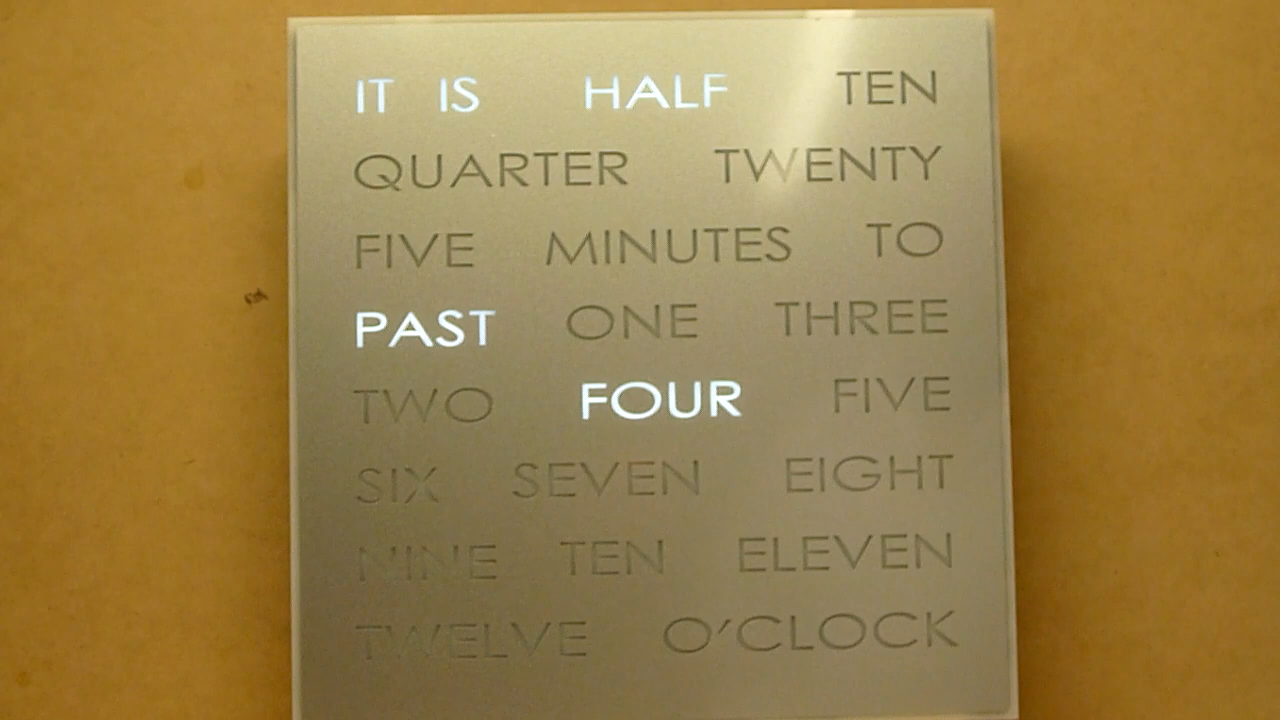 IT IS HALF TEN
QUARTER TWENTY
FIVE MINUTES TO
PAST ONE THREE
TWO FOUR FIVE
SIX SEVEN EIGHT
NINE TEN ELEVEN
TWELVE O'CLOCK